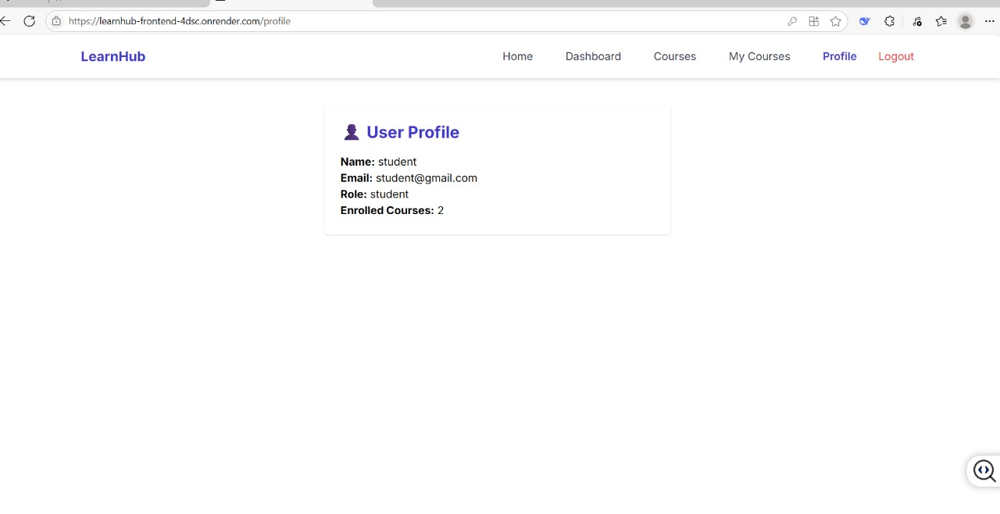 https://learnhub-frontend-4dsc.onrender.com/profile
LearnHub Home Dashboard Courses My Courses Profile Logout
User Profile
Name: student
Email: student@gmail.com
Role: student
Enrolled Courses: 2